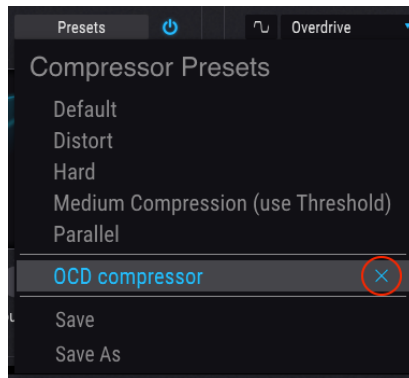 Presets Overdrive
Compressor Presets
Default
Distort
Hard
Medium Compression (use Threshold)
Parallel
OCD compressor
Save
Save As